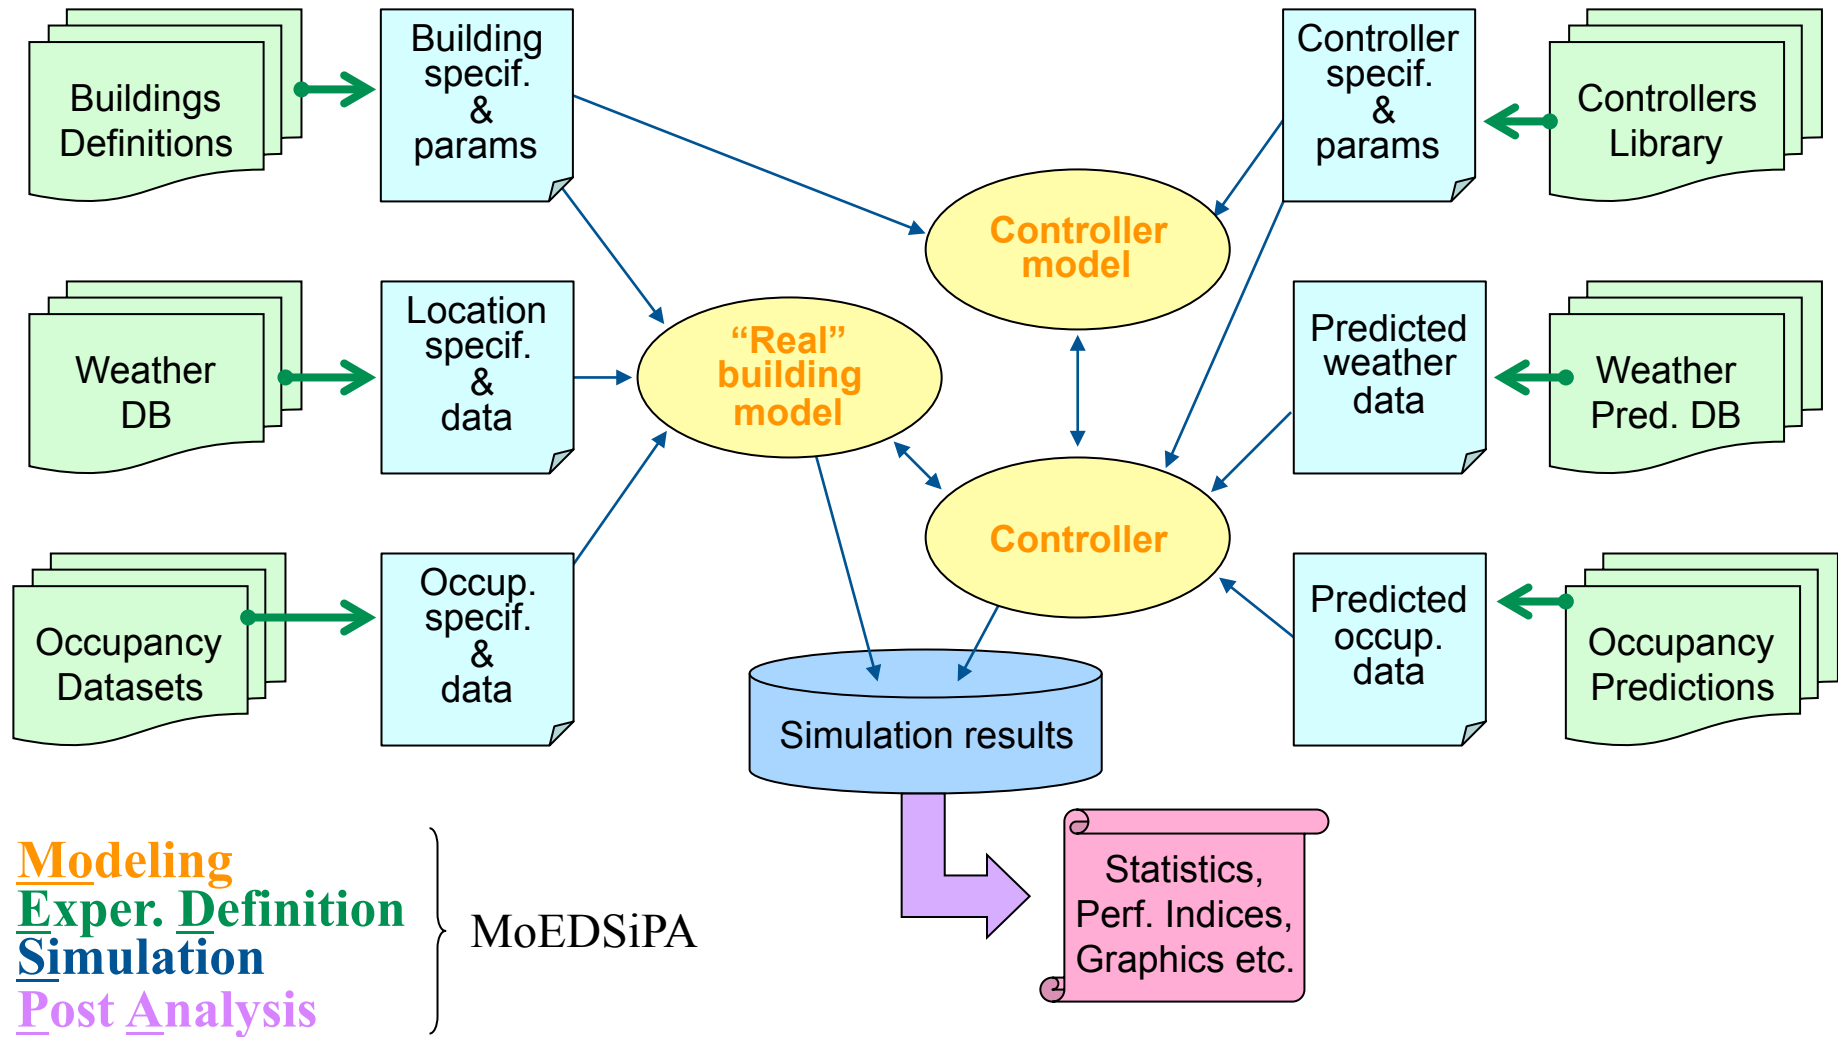 Buildings
Definitions
Building
specif.
&
params
Controller
specif.
&
params
Controllers
Library
Controller
model
Weather
DB
Location
specif.
&
data
“Real”
building
model
Predicted
weather
data
Weather
Pred. DB
Controller
Occupancy
Datasets
Occup.
specif.
&
data
Predicted
occup.
data
Occupancy
Predictions
Simulation results
Statistics,
Perf. Indices,
Graphics etc.
Modeling
Exper. Definition
Simulation
Post Analysis
MoEDSiPA